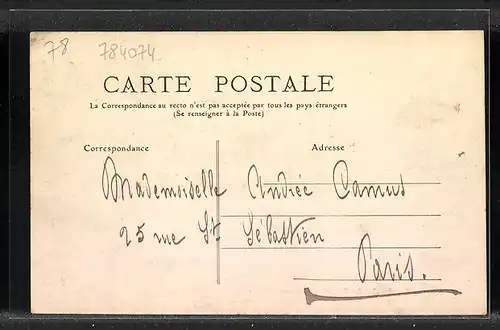 78 784074
CARTE POSTALE
La Correspondance au recto n'est pas acceptée par tous les pays étrangers
(Se renseigner à la Poste)
Correspondance Adresse
Mademoiselle Andrée Camus
25 rue St Sébastien
Paris.